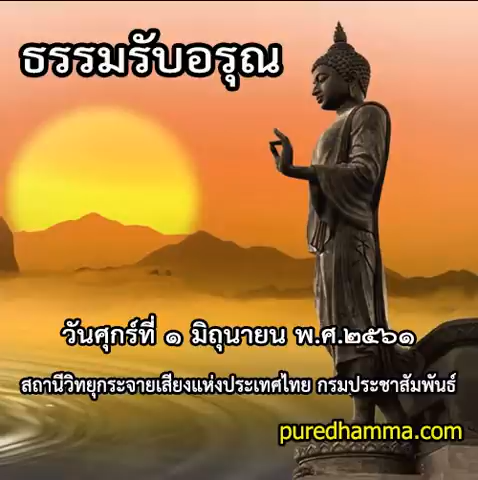 ธรรมรับอรุณ
วันศุกร์ที่ ๑ มิถุนายน พ.ศ.๒๕๖๑
สถานีวิทยุกระจายเสียงแห่งประเทศไทย กรมประชาสัมพันธ์
puredhamma.com